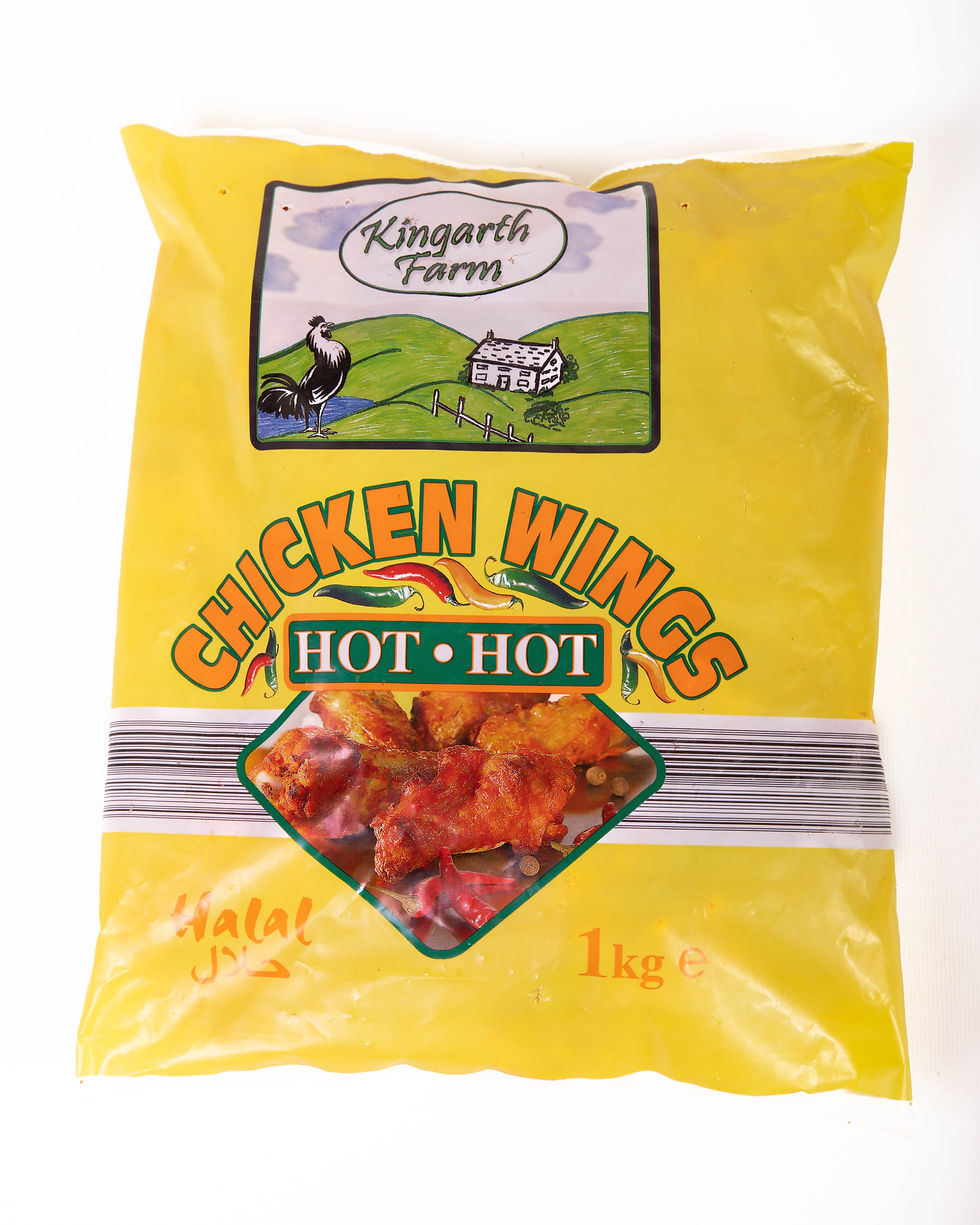 Kingarth
Farm
CHICKEN WINGS
HOT • HOT
Halal
حلال
1kg e